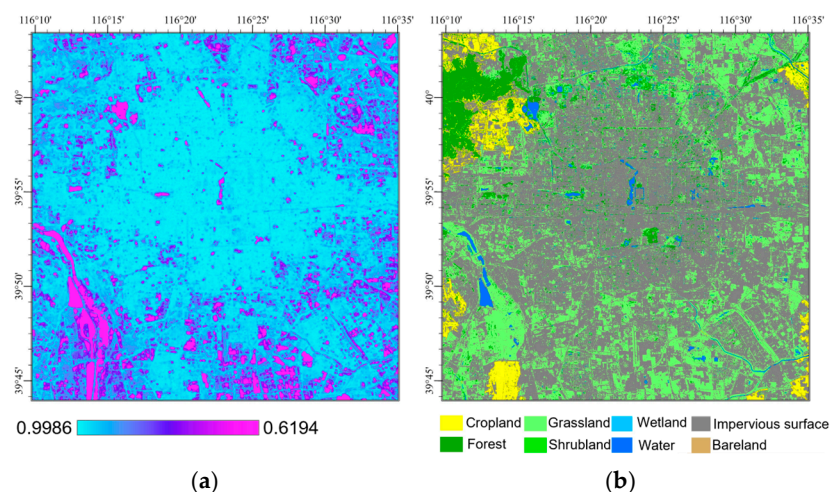 116°10' 116°15' 116°20' 116°25' 116°30' 116°35' 116°10' 116°15' 116°20' 116°25' 116°30' 116°35'
40° 40°
39°55' 39°55'
39°50' 39°50'
39°45' 39°45'
0.9986 0.6194
Cropland Grassland Wetland Impervious surface
Forest Shrubland Water Bareland
(a) (b)